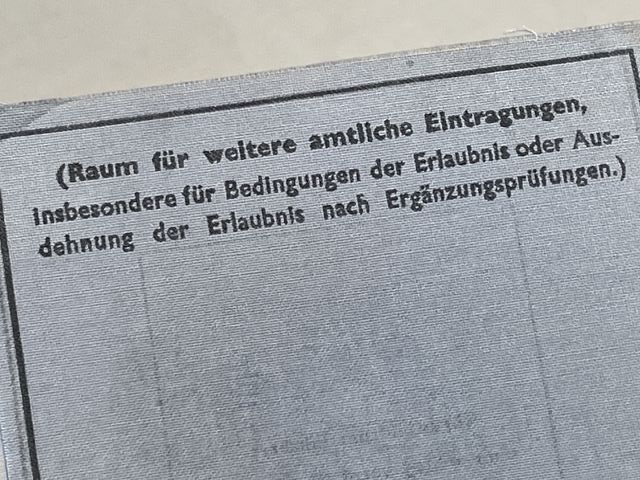 (Raum für weitere amtliche Eintragungen,
insbesondere für Bedingungen der Erlaubnis oder Aus-
dehnung der Erlaubnis nach Ergänzungsprüfungen.)